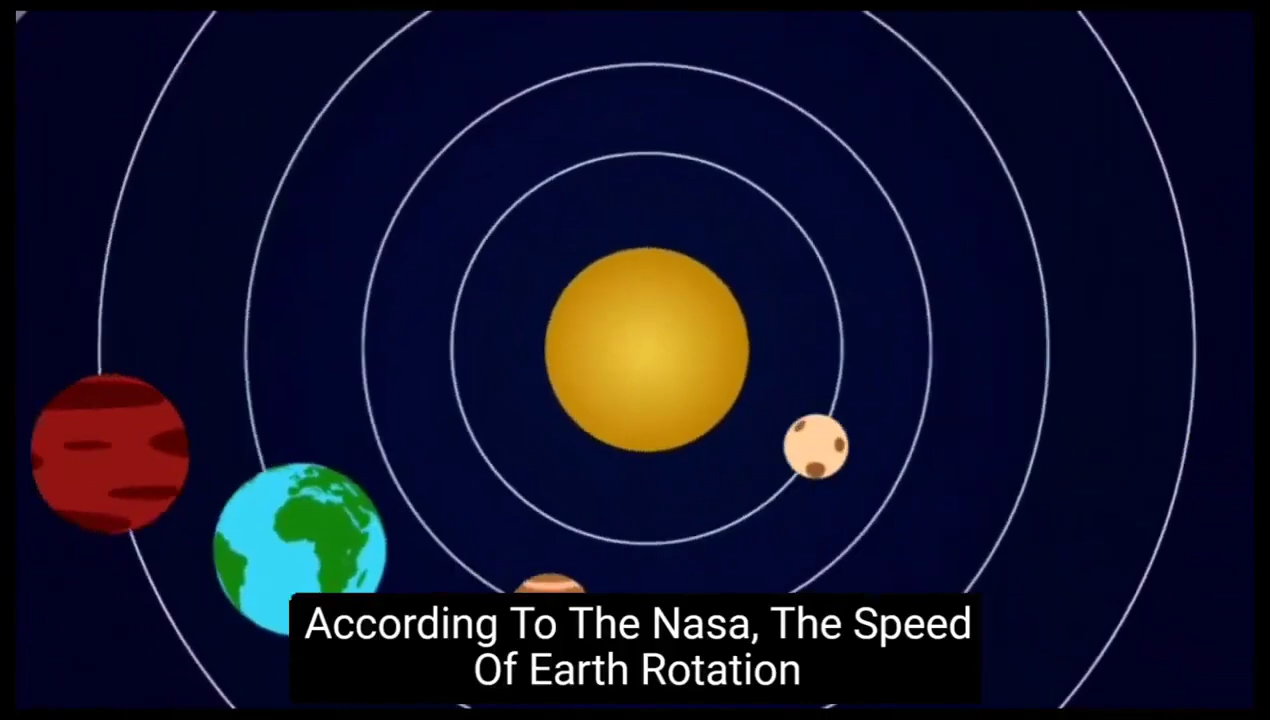 According To The Nasa, The Speed
Of Earth Rotation